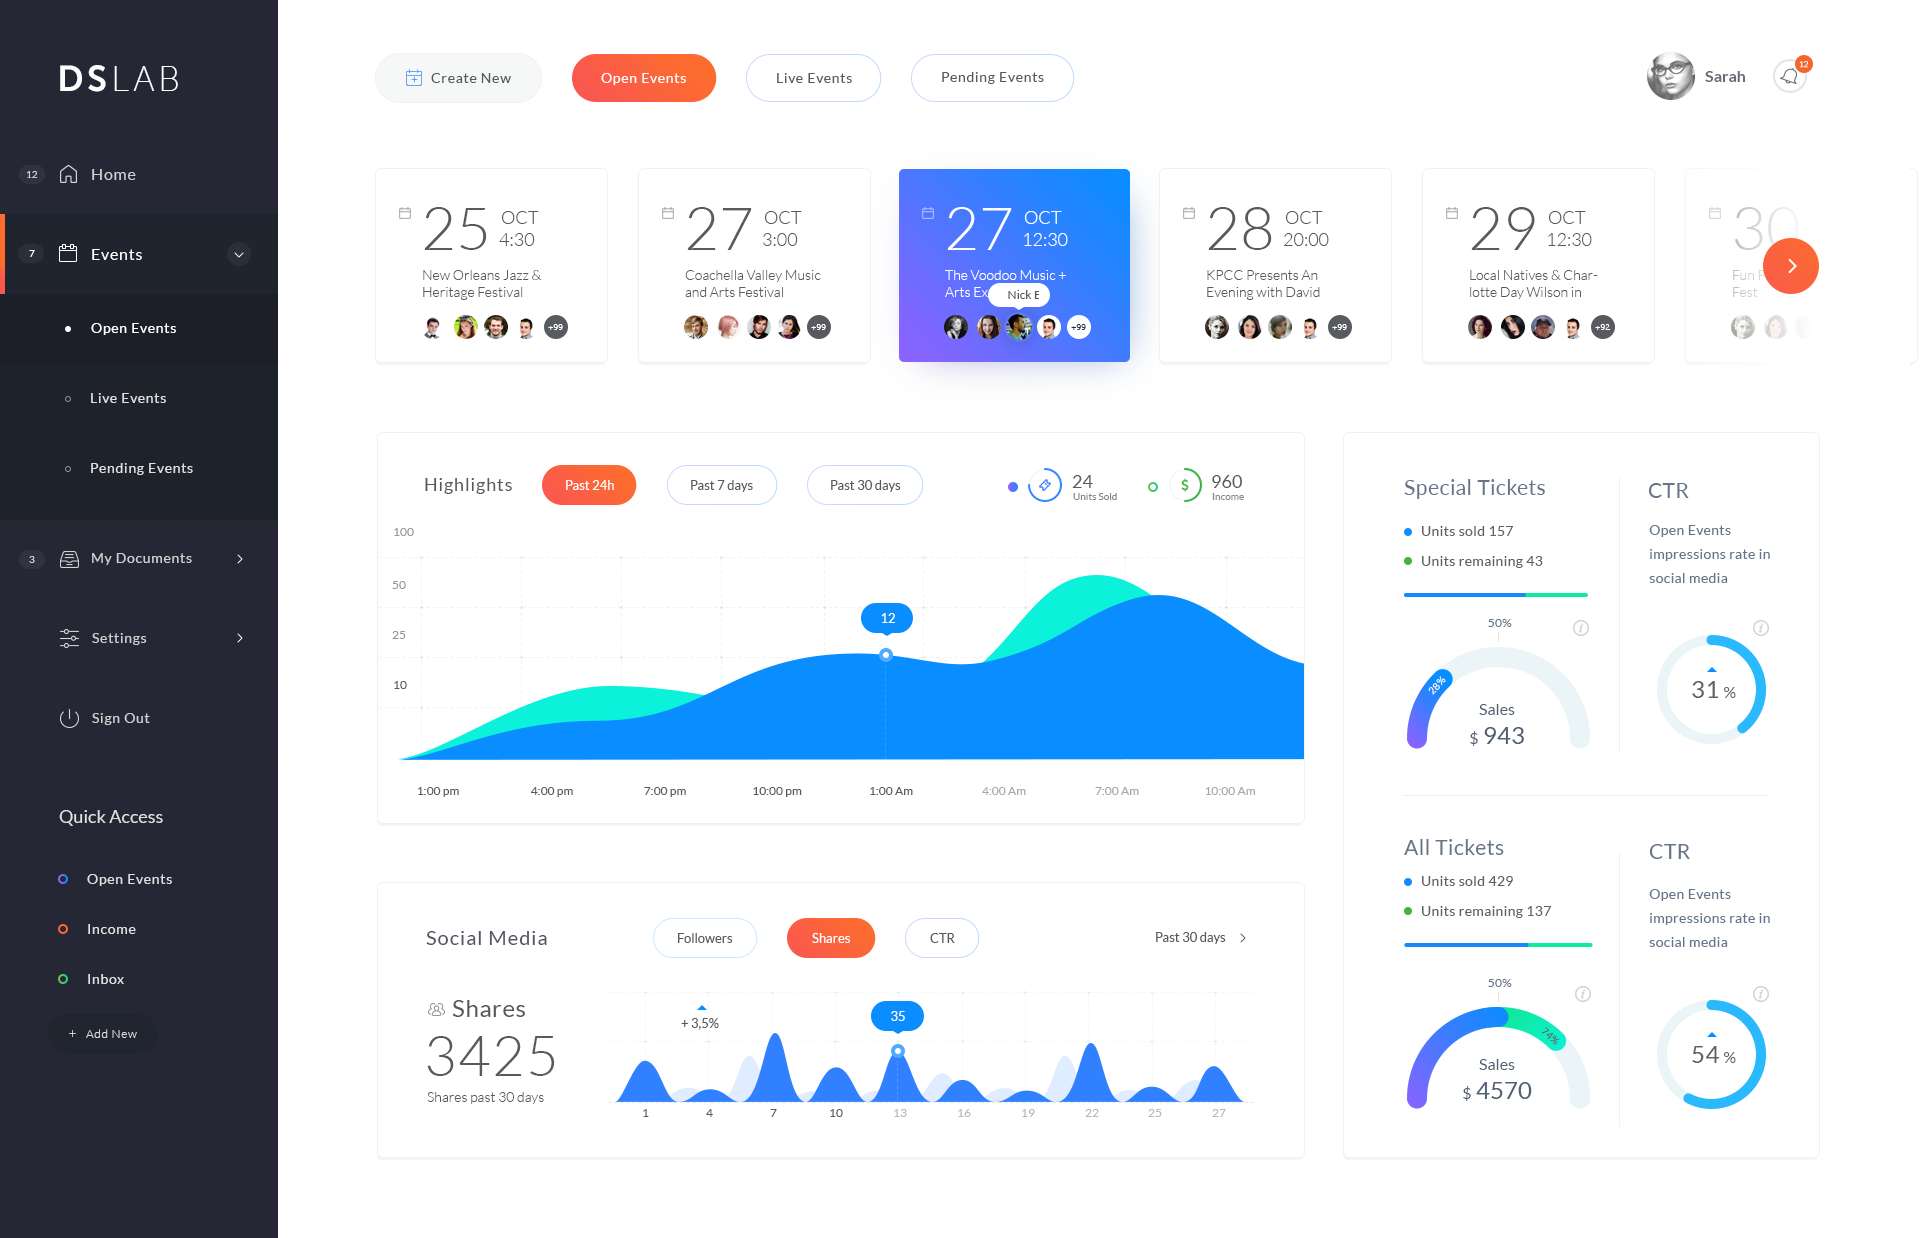 DSLAB
12 Home
7 Events
Open Events
Live Events
Pending Events
3 My Documents
Settings
Sign Out
Quick Access
Open Events
Income
Inbox
+ Add New
Create New
Open Events
Live Events
Pending Events
Sarah
12
25 OCT
4:30
New Orleans Jazz &
Heritage Festival
+99
27 OCT
3:00
Coachella Valley Music
and Arts Festival
+99
27 OCT
12:30
The Voodoo Music +
Arts Ex
Nick E
+99
28 OCT
20:00
KPCC Presents An
Evening with David
+99
29 OCT
12:30
Local Natives & Char-
lotte Day Wilson in
+92
30
Fun F
Fest
Highlights
Past 24h
Past 7 days
Past 30 days
24
Units Sold
$
960
Income
100
50
25
10
12
1:00 pm
4:00 pm
7:00 pm
10:00 pm
1:00 Am
4:00 Am
7:00 Am
10:00 Am
Social Media
Followers
Shares
CTR
Past 30 days
Shares
3425
Shares past 30 days
+ 3,5%
35
1
4
7
10
13
16
19
22
25
27
Special Tickets
Units sold 157
Units remaining 43
50%
i
28%
Sales
$ 943
CTR
Open Events
impressions rate in
social media
i
31 %
All Tickets
Units sold 429
Units remaining 137
50%
i
74%
Sales
$ 4570
CTR
Open Events
impressions rate in
social media
i
54 %